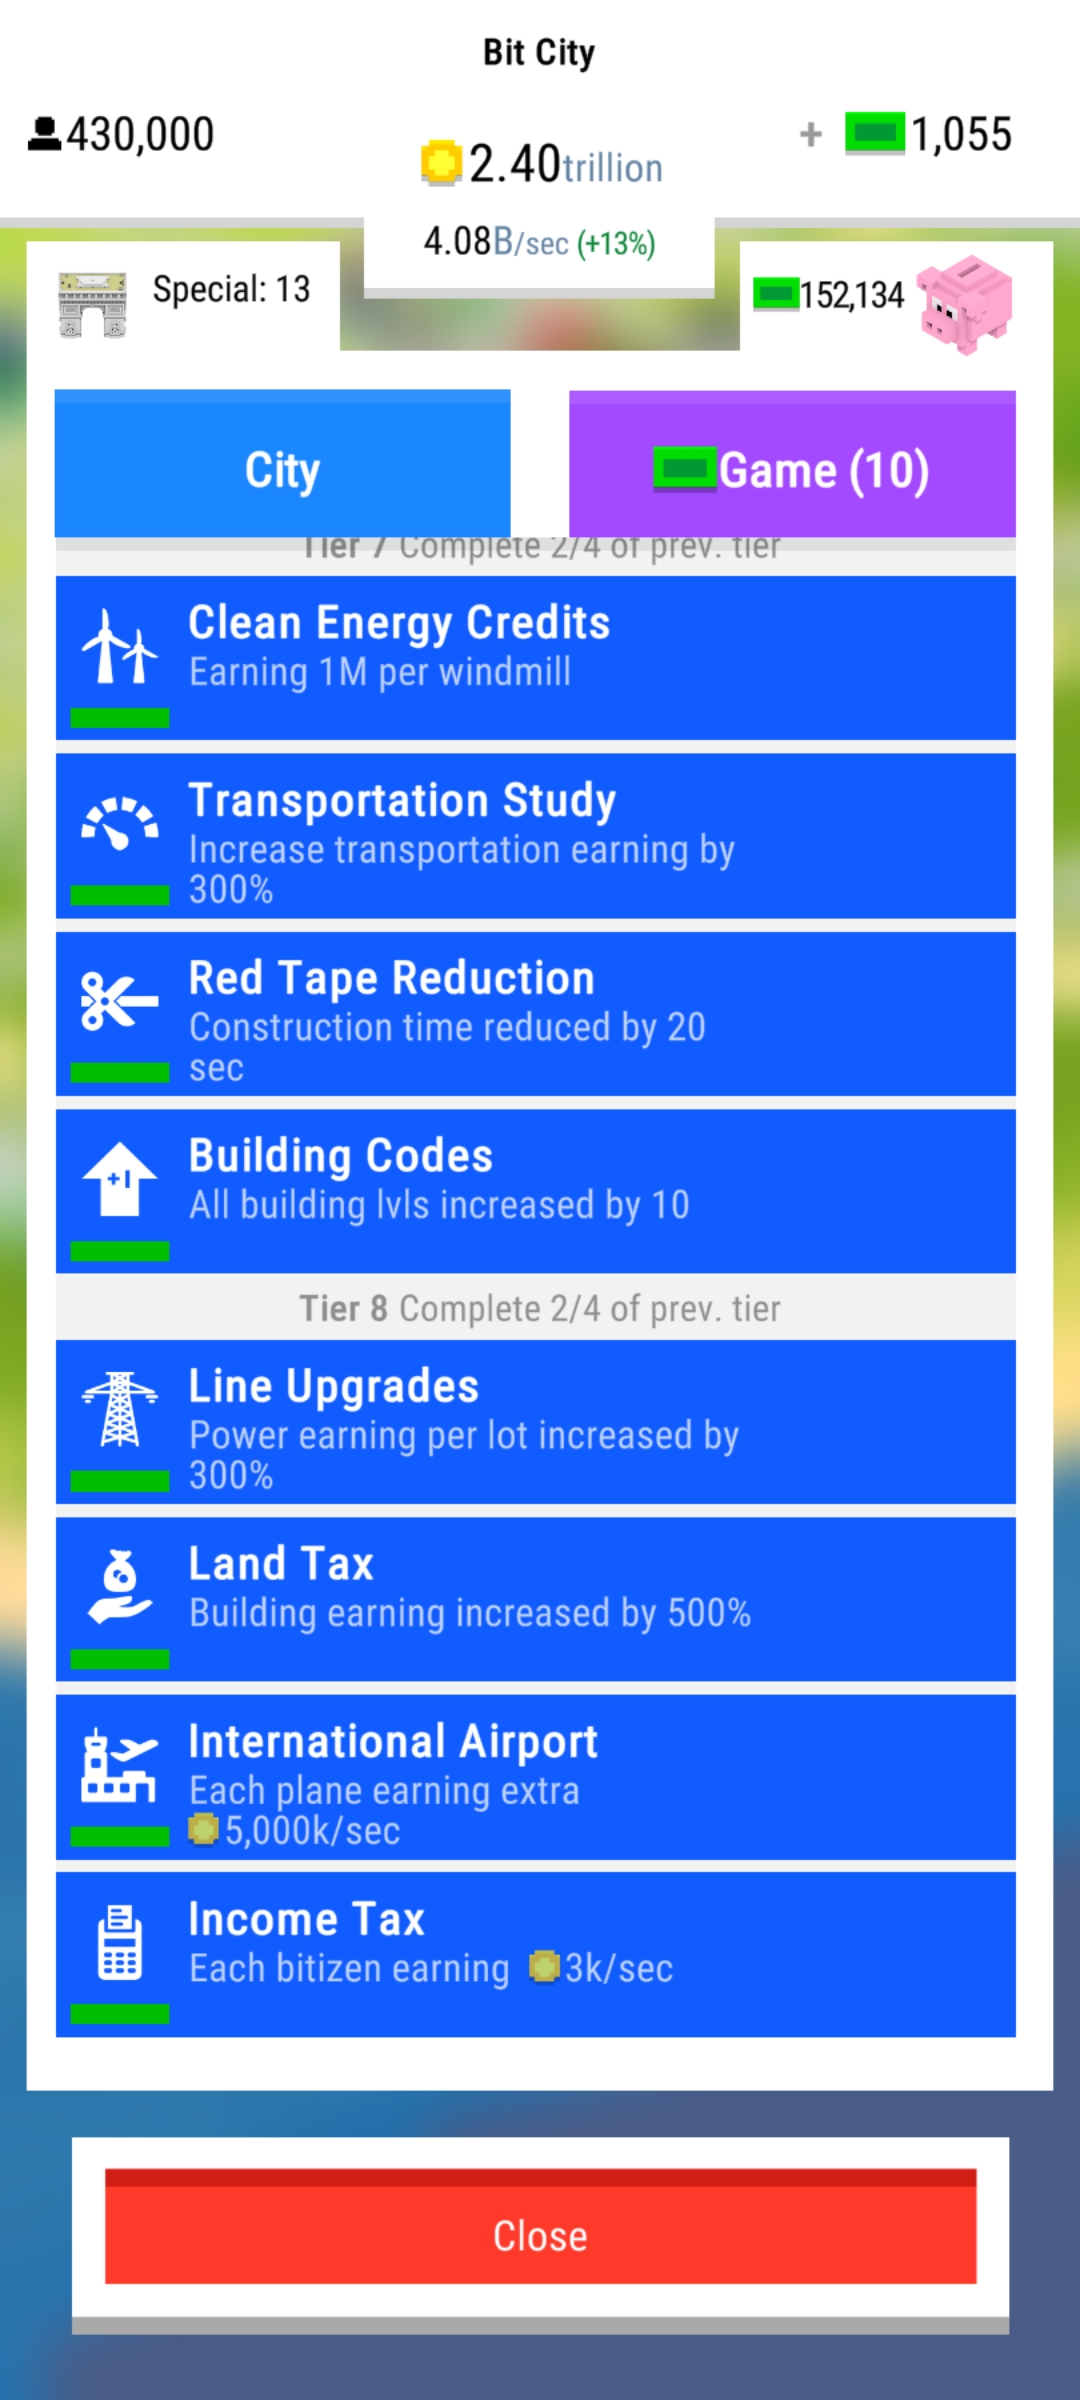 Bit City
430,000
2.40trillion
+ 1,055
4.08B/sec (+13%)
Special: 13
152,134
City
Game (10)
Tier 7 Complete 2/4 of prev. tier
Clean Energy Credits
Earning 1M per windmill
Transportation Study
Increase transportation earning by
300%
Red Tape Reduction
Construction time reduced by 20
sec
+1
Building Codes
All building lvls increased by 10
Tier 8 Complete 2/4 of prev. tier
Line Upgrades
Power earning per lot increased by
300%
Land Tax
Building earning increased by 500%
International Airport
Each plane earning extra
5,000k/sec
Income Tax
Each bitizen earning 3k/sec
Close